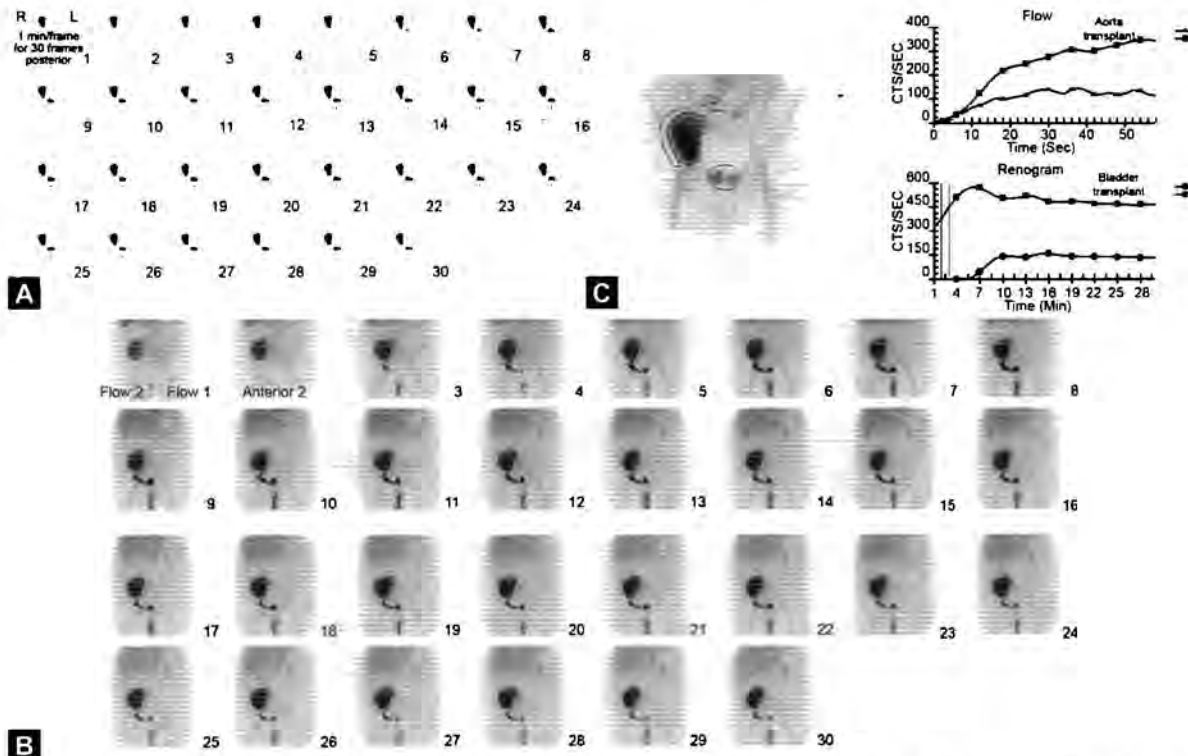 R L
1 min/frame
for 30 frames
posterior
1 2 3 4 5 6 7 8
9 10 11 12 13 14 15 16
17 18 19 20 21 22 23 24
25 26 27 28 29 30
A
C
Flow
Aorta
transplant
CTS/SEC
400
300
200
100
0
0 10 20 30 40 50
Time (Sec)
Renogram
Bladder
transplant
CTS/SEC
600
450
300
150
0
1 4 7 10 13 16 19 22 25 28
Time (Min)
Flow 2 Flow 1 Anterior 2
3 4 5 6 7 8
9 10 11 12 13 14 15 16
17 18 19 20 21 22 23 24
25 26 27 28 29 30
B